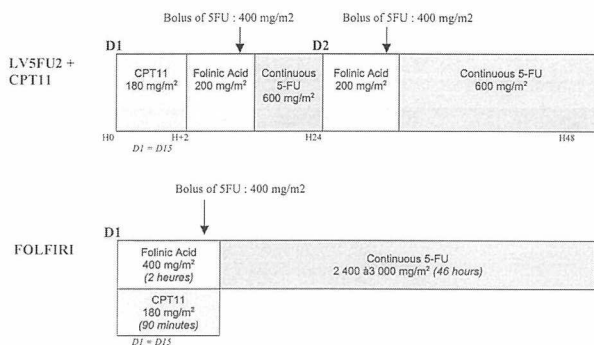 Bolus of 5FU : 400 mg/m2
Bolus of 5FU : 400 mg/m2
D1
D2
LV5FU2 +
CPT11
CPT11
180 mg/m²
Folinic Acid
200 mg/m²
Continuous
5-FU
600 mg/m²
Folinic Acid
200 mg/m²
Continuous 5-FU
600 mg/m²
H0
H+2
H24
H48
D1 = D15
Bolus of 5FU : 400 mg/m2
D1
FOLFIRI
Folinic Acid
400 mg/m²
(2 heures)
Continuous 5-FU
2 400 à3 000 mg/m² (46 hours)
CPT11
180 mg/m²
(90 minutes)
D1 = D15